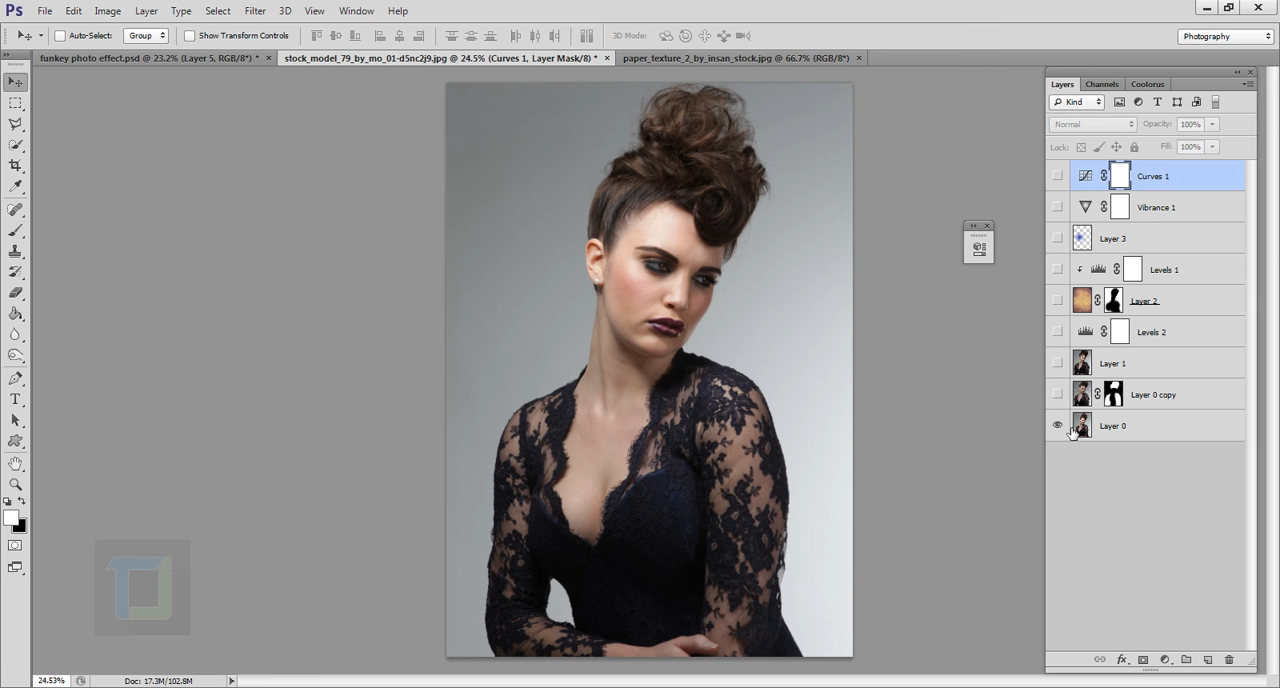 Ps File Edit Image Layer Type Select Filter 3D View Window Help
Auto-Select: Group Show Transform Controls 3D Mode: Photography
funkey photo effect.psd @ 23.2% (Layer 5, RGB/8*) * × stock_model_79_by_mo_01-d5nc2j9.jpg @ 24.5% (Curves 1, Layer Mask/8) * × paper_texture_2_by_insan_stock.jpg @ 66.7% (RGB/8*) ×
Layers Channels Coolorus
Kind
Normal Opacity: 100%
Lock: Fill: 100%
Curves 1
Vibrance 1
Layer 3
Levels 1
Layer 2
Levels 2
Layer 1
Layer 0 copy
Layer 0
fx
24.53% Doc: 17.3M/102.8M